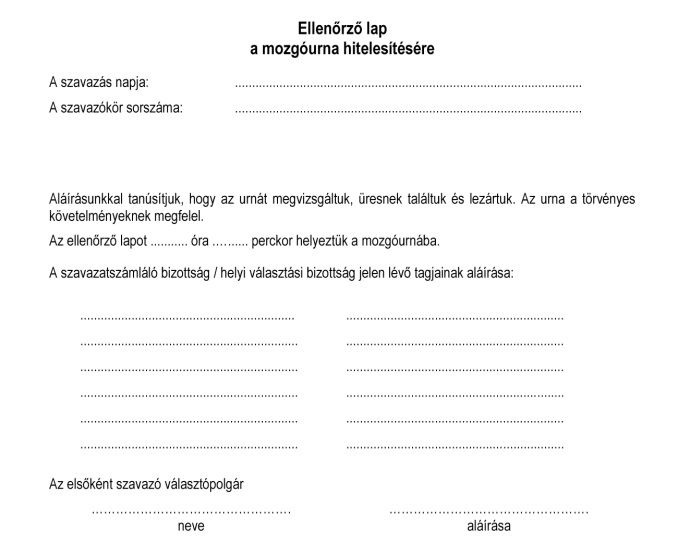 Ellenőrző lap
a mozgóurna hitelesítésére
A szavazás napja: ....................................................................................................
A szavazókör sorszáma: ....................................................................................................
Aláírásunkkal tanúsítjuk, hogy az urnát megvizsgáltuk, üresnek találtuk és lezártuk. Az urna a törvényes
követelményeknek megfelel.
Az ellenőrző lapot ........... óra ........... perckor helyeztük a mozgóurnába.
A szavazatszámláló bizottság / helyi választási bizottság jelen lévő tagjainak aláírása:
............................................................... ................................................................
................................................................ ................................................................
................................................................ ................................................................
................................................................ ................................................................
................................................................ ................................................................
................................................................ ................................................................
Az elsőként szavazó választópolgár
…………………………………………. ………………………………………….
neve aláírása